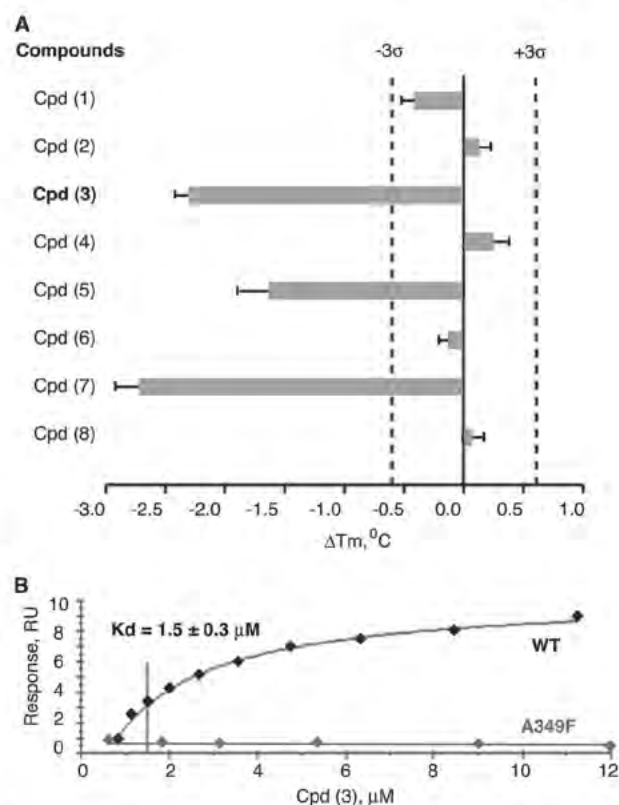 A
Compounds
-3σ
+3σ
Cpd (1)
Cpd (2)
Cpd (3)
Cpd (4)
Cpd (5)
Cpd (6)
Cpd (7)
Cpd (8)
-3.0 -2.5 -1.5 -1.0 -0.5 0.0 0.5 1.0
ΔTm, ⁰C
B
Response, RU
10
8
6
4
2
0
Kd = 1.5 ± 0.3 µM
WT
A349F
0 2 4 6 8 10 12
Cpd (3), µM